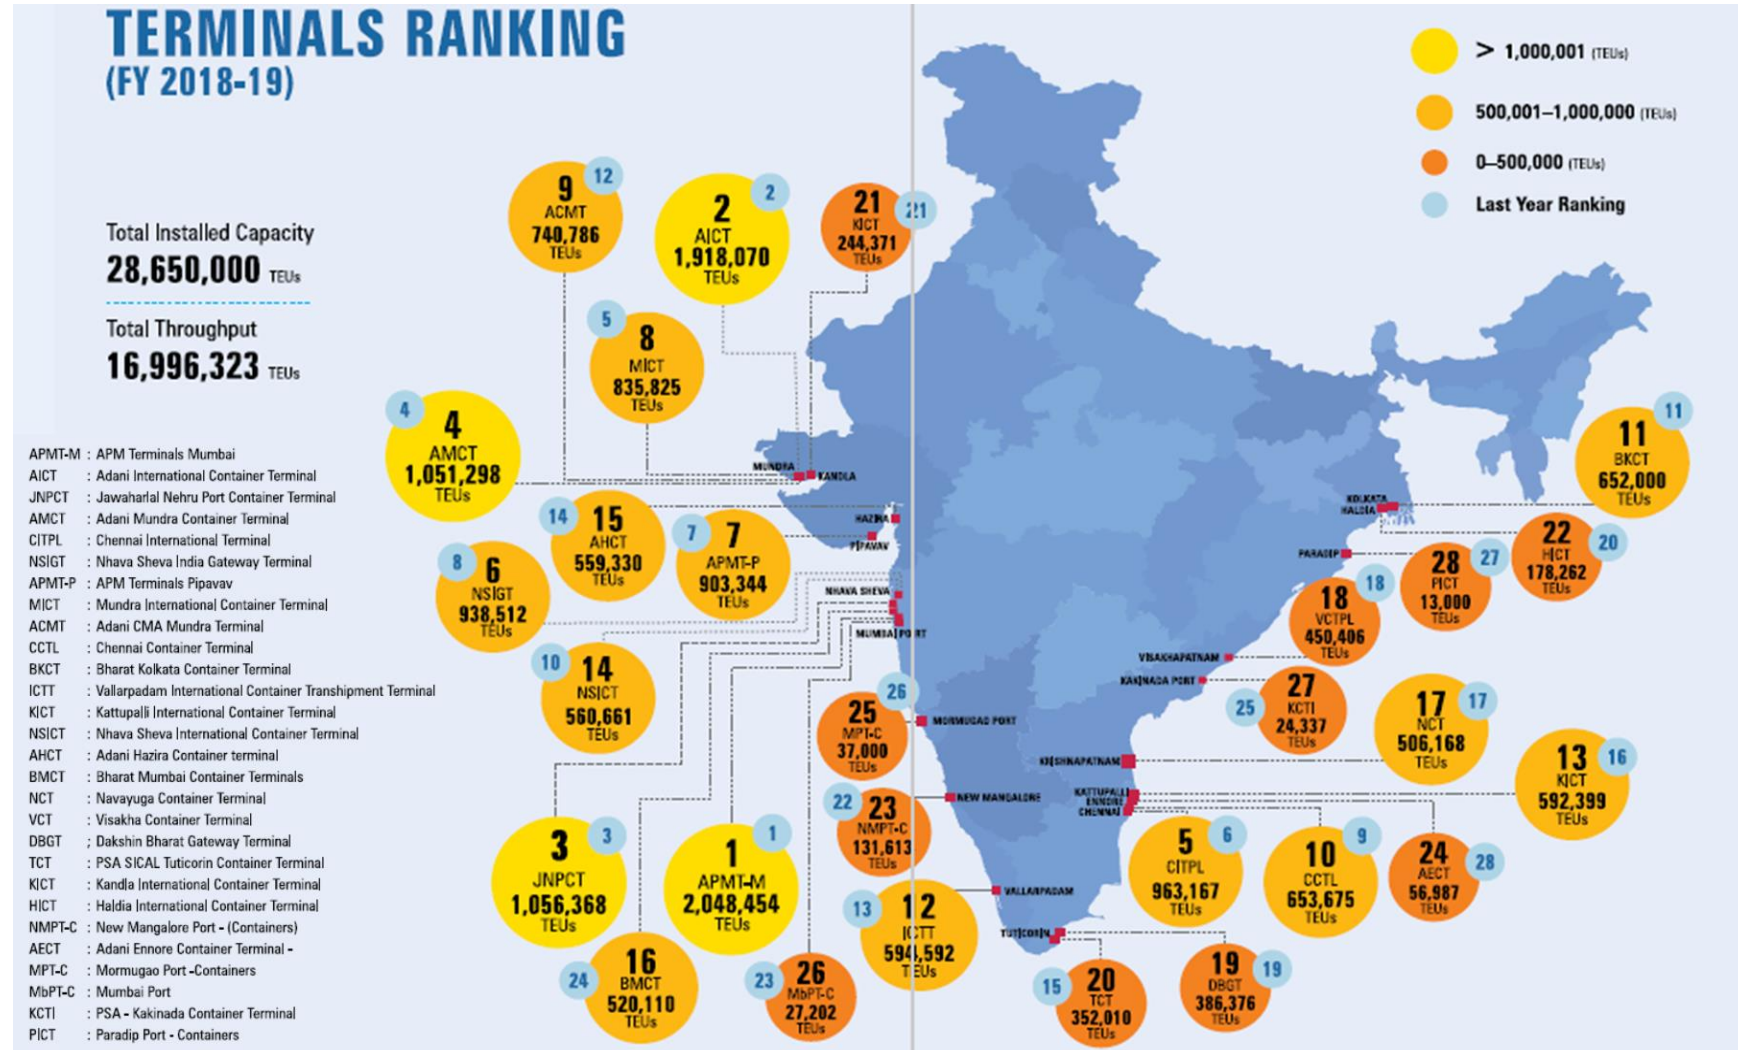 TERMINALS RANKING
(FY 2018-19)
> 1,000,001 (TEUs)
500,001–1,000,000 (TEUs)
0–500,000 (TEUs)
Last Year Ranking
Total Installed Capacity
28,650,000 TEUs
Total Throughput
16,996,323 TEUs
12
9
ACMT
740,786
TEUs
2
2
AICT
1,918,070
TEUs
21
21
KICT
244,371
TEUs
5
8
MICT
835,825
TEUs
4
4
AMCT
1,051,298
TEUs
14
15
AHCT
559,330
TEUs
7
7
APMT-P
903,344
TEUs
8
6
NSIGT
938,512
TEUs
10
14
NSICT
560,661
TEUs
3
3
JNPCT
1,056,368
TEUs
1
1
APMT-M
2,048,454
TEUs
24
16
BMCT
520,110
TEUs
23
26
MbPT-C
27,202
TEUs
26
25
MPT-C
37,000
TEUs
22
23
NMPT-C
131,613
TEUs
13
12
ICTT
594,592
TEUs
11
11
BKCT
652,000
TEUs
20
22
HICT
178,262
TEUs
27
28
PICT
13,000
TEUs
18
18
VCTPL
450,406
TEUs
25
27
KCTI
24,337
TEUs
17
17
NCT
506,168
TEUs
16
13
KICT
592,399
TEUs
6
5
CITPL
963,167
TEUs
9
10
CCTL
653,675
TEUs
28
24
AECT
56,987
TEUs
19
19
DBGT
386,376
TEUs
15
20
TCT
352,010
TEUs
MUNDRA
KANDLA
HAZIRA
PIPAVAV
NHAVA SHEVA
MUMBAI PORT
MORMUGAO PORT
NEW MANGALORE
VALLARPADAM
TUTICORIN
KOLKATA
HALDIA
PARADIP
VISAKHAPATNAM
KAKINADA PORT
KRISHNAPATNAM
KATTUPALLI
ENNORE
CHENNAI
APMT-M : APM Terminals Mumbai
AICT : Adani International Container Terminal
JNPCT : Jawaharlal Nehru Port Container Terminal
AMCT : Adani Mundra Container Terminal
CITPL : Chennai International Terminal
NSIGT : Nhava Sheva India Gateway Terminal
APMT-P : APM Terminals Pipavav
MICT : Mundra International Container Terminal
ACMT : Adani CMA Mundra Terminal
CCTL : Chennai Container Terminal
BKCT : Bharat Kolkata Container Terminal
ICTT : Vallarpadam International Container Transhipment Terminal
KICT : Kattupalli International Container Terminal
NSICT : Nhava Sheva International Container Terminal
AHCT : Adani Hazira Container terminal
BMCT : Bharat Mumbai Container Terminals
NCT : Navayuga Container Terminal
VCT : Visakha Container Terminal
DBGT ; Dakshin Bharat Gateway Terminal
TCT : PSA SICAL Tuticorin Container Terminal
KICT : Kandla International Container Terminal
HICT : Haldia International Container Terminal
NMPT-C : New Mangalore Port - (Containers)
AECT : Adani Ennore Container Terminal -
MPT-C : Mormugao Port -Containers
MbPT-C : Mumbai Port
KCTI : PSA - Kakinada Container Terminal
PICT : Paradip Port - Containers